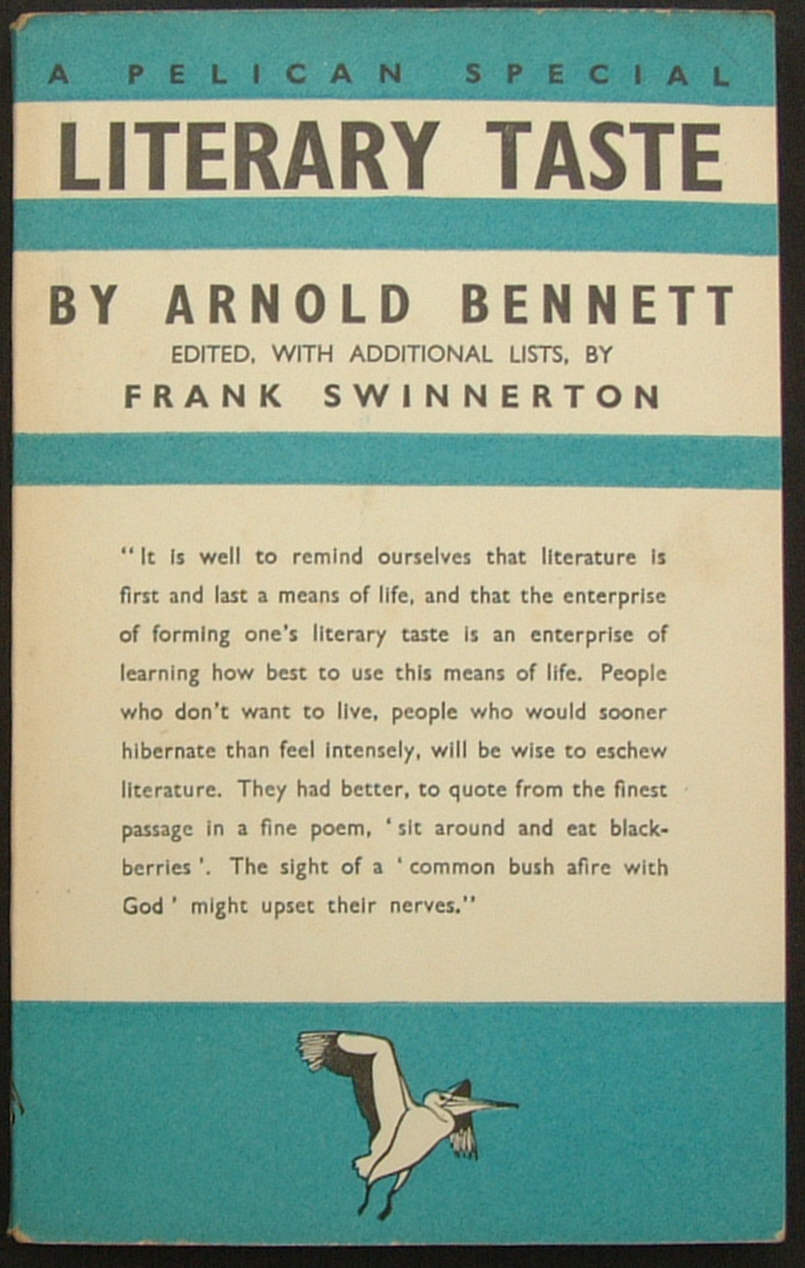 A PELICAN SPECIAL
LITERARY TASTE
BY ARNOLD BENNETT
EDITED, WITH ADDITIONAL LISTS, BY
FRANK SWINNERTON
“It is well to remind ourselves that literature is
first and last a means of life, and that the enterprise
of forming one’s literary taste is an enterprise of
learning how best to use this means of life. People
who don’t want to live, people who would sooner
hibernate than feel intensely, will be wise to eschew
literature. They had better, to quote from the finest
passage in a fine poem, ‘sit around and eat black-
berries’. The sight of a ‘common bush afire with
God’ might upset their nerves.”